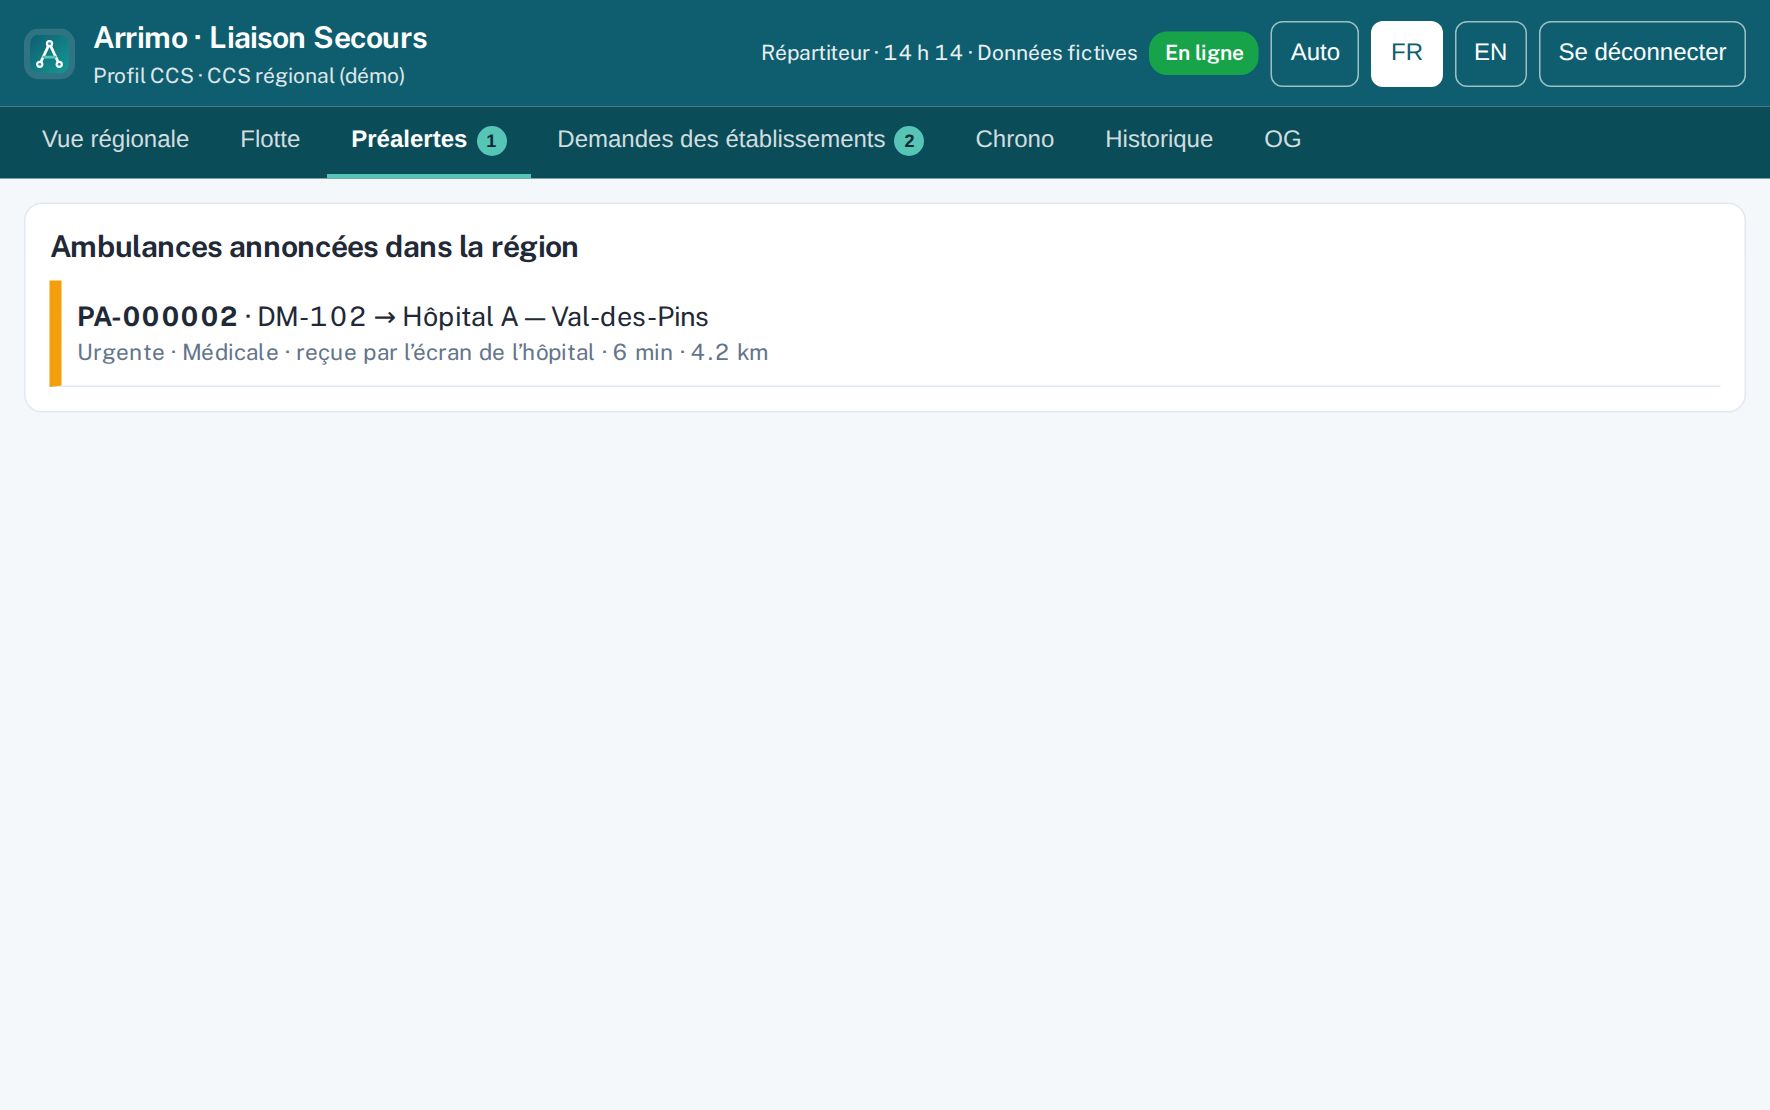 Arrimo · Liaison Secours
Profil CCS · CCS régional (démo)
Répartiteur · 14 h 14 · Données fictives
En ligne
Auto
FR
EN
Se déconnecter
Vue régionale
Flotte
Préalertes 1
Demandes des établissements 2
Chrono
Historique
OG
Ambulances annoncées dans la région
PA-000002 · DM-102 → Hôpital A — Val-des-Pins
Urgente · Médicale · reçue par l’écran de l’hôpital · 6 min · 4.2 km